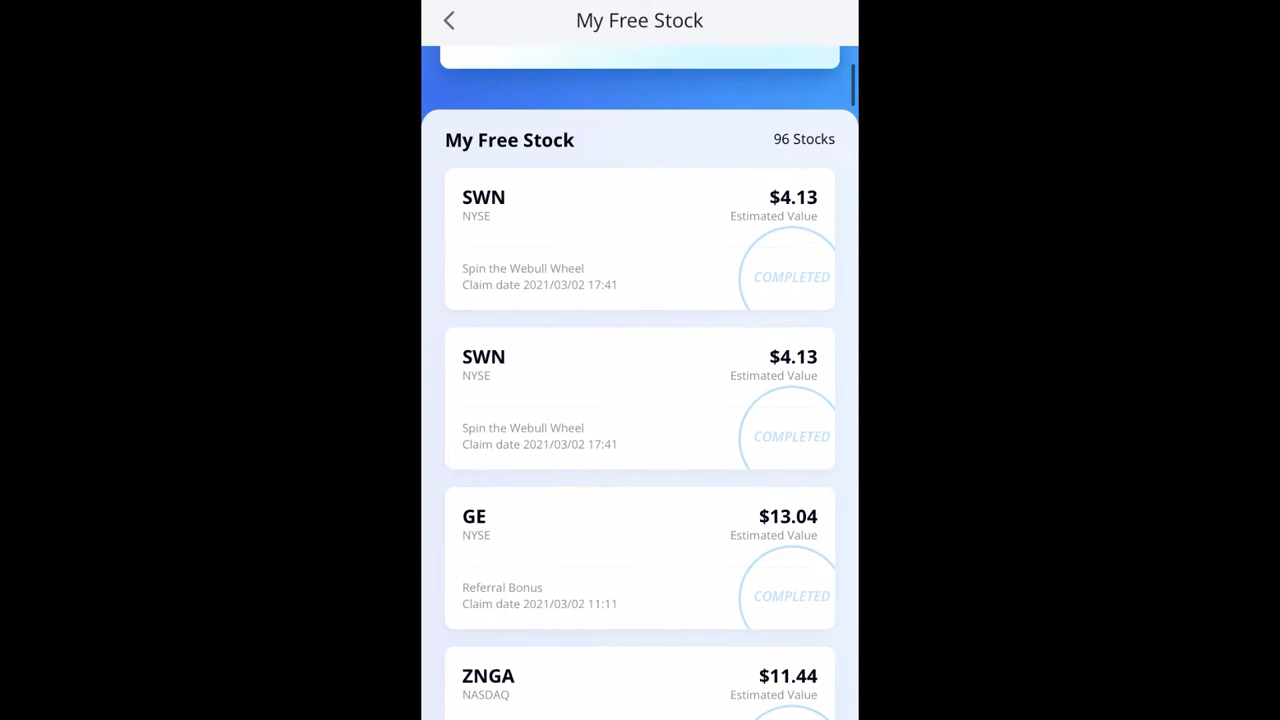 My Free Stock
My Free Stock
96 Stocks
SWN
$4.13
NYSE
Estimated Value
Spin the Webull Wheel
Claim date 2021/03/02 17:41
COMPLETED
SWN
$4.13
NYSE
Estimated Value
Spin the Webull Wheel
Claim date 2021/03/02 17:41
COMPLETED
GE
$13.04
NYSE
Estimated Value
Referral Bonus
Claim date 2021/03/02 11:11
COMPLETED
ZNGA
$11.44
NASDAQ
Estimated Value